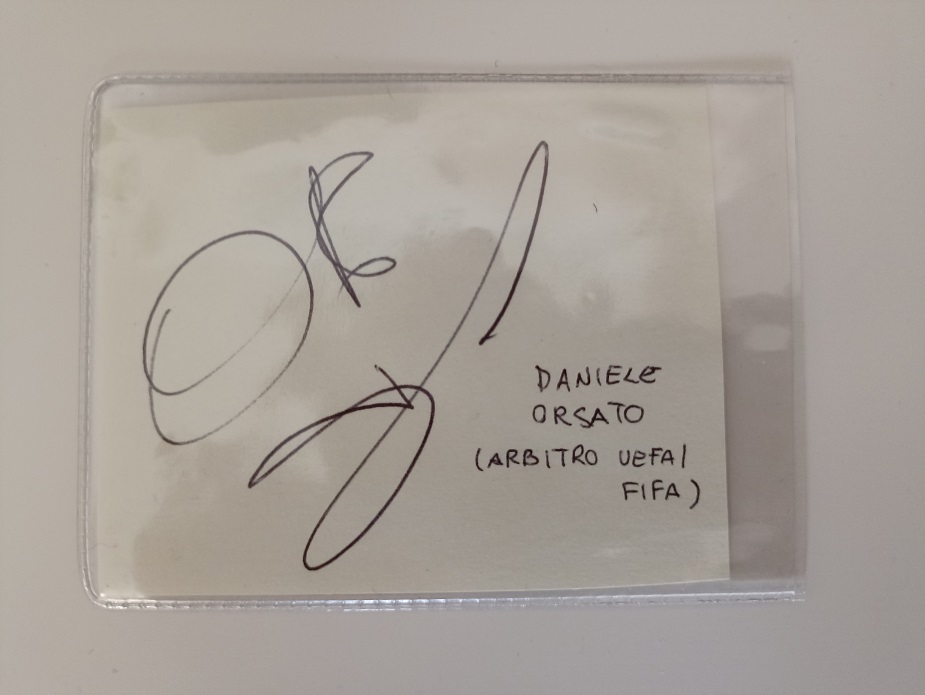 DANIELE
ORSATO
(ARBITRO UEFA/
FIFA)